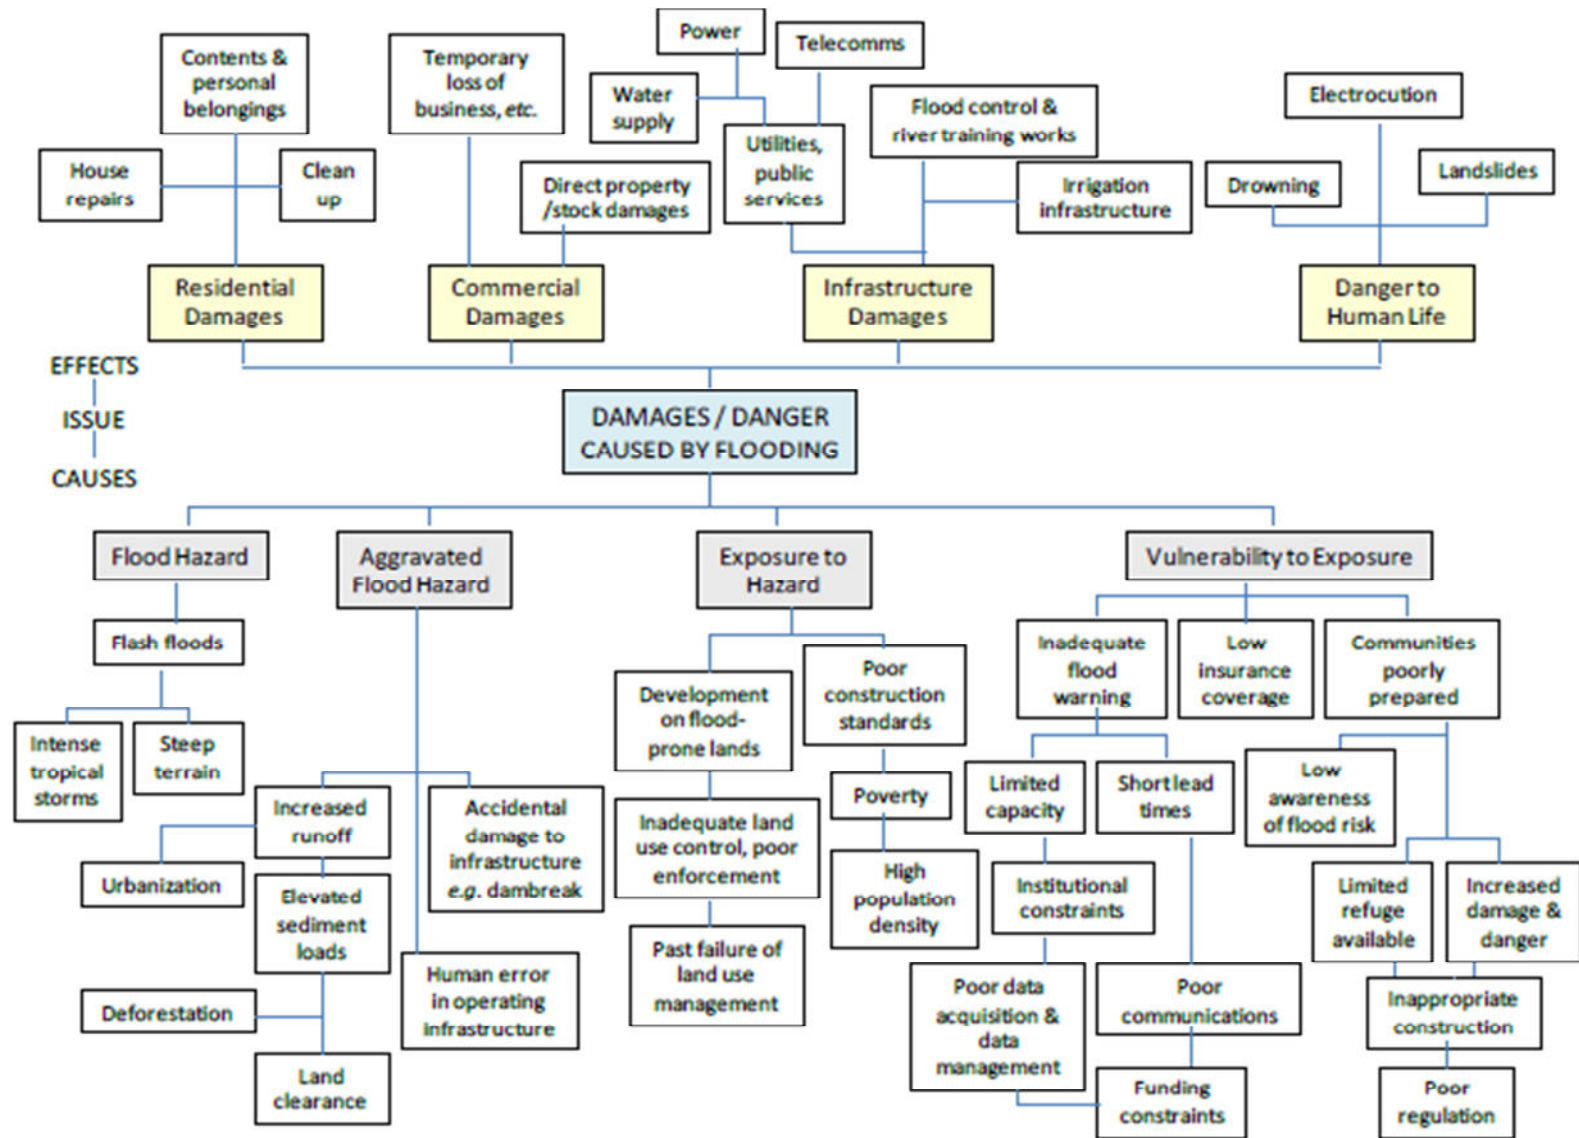 Power
Telecomms
Contents &
personal
belongings
Temporary
loss of
business, etc.
Water
supply
Flood control &
river training works
Electrocution
House
repairs
Clean
up
Direct property
/stock damages
Utilities,
public
services
Irrigation
infrastructure
Drowning
Landslides
Residential
Damages
Commercial
Damages
Infrastructure
Damages
Danger to
Human Life
EFFECTS
ISSUE
CAUSES
DAMAGES / DANGER
CAUSED BY FLOODING
Flood Hazard
Aggravated
Flood Hazard
Exposure to
Hazard
Vulnerability to Exposure
Flash floods
Intense
tropical
storms
Steep
terrain
Increased
runoff
Urbanization
Elevated
sediment
loads
Deforestation
Land
clearance
Accidental
damage to
infrastructure
e.g. dambreak
Human error
in operating
infrastructure
Development
on flood-
prone lands
Inadequate land
use control, poor
enforcement
Past failure of
land use
management
Poor
construction
standards
Poverty
High
population
density
Inadequate
flood
warning
Low
insurance
coverage
Communities
poorly
prepared
Limited
capacity
Short lead
times
Low
awareness
of flood risk
Institutional
constraints
Limited
refuge
available
Increased
damage &
danger
Poor data
acquisition &
data
management
Poor
communications
Inappropriate
construction
Funding
constraints
Poor
regulation